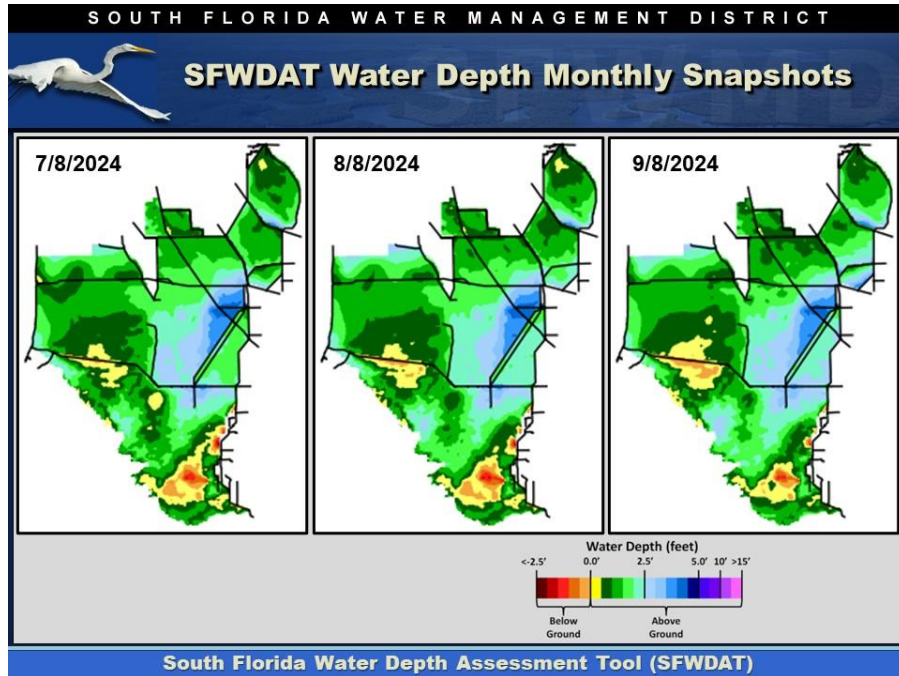 SOUTH FLORIDA WATER MANAGEMENT DISTRICT
SFWDAT Water Depth Monthly Snapshots
7/8/2024
8/8/2024
9/8/2024
Water Depth (feet)
<-2.5' 0.0' 2.5' 5.0' 10' >15'
Below
Ground
Above
Ground
South Florida Water Depth Assessment Tool (SFWDAT)